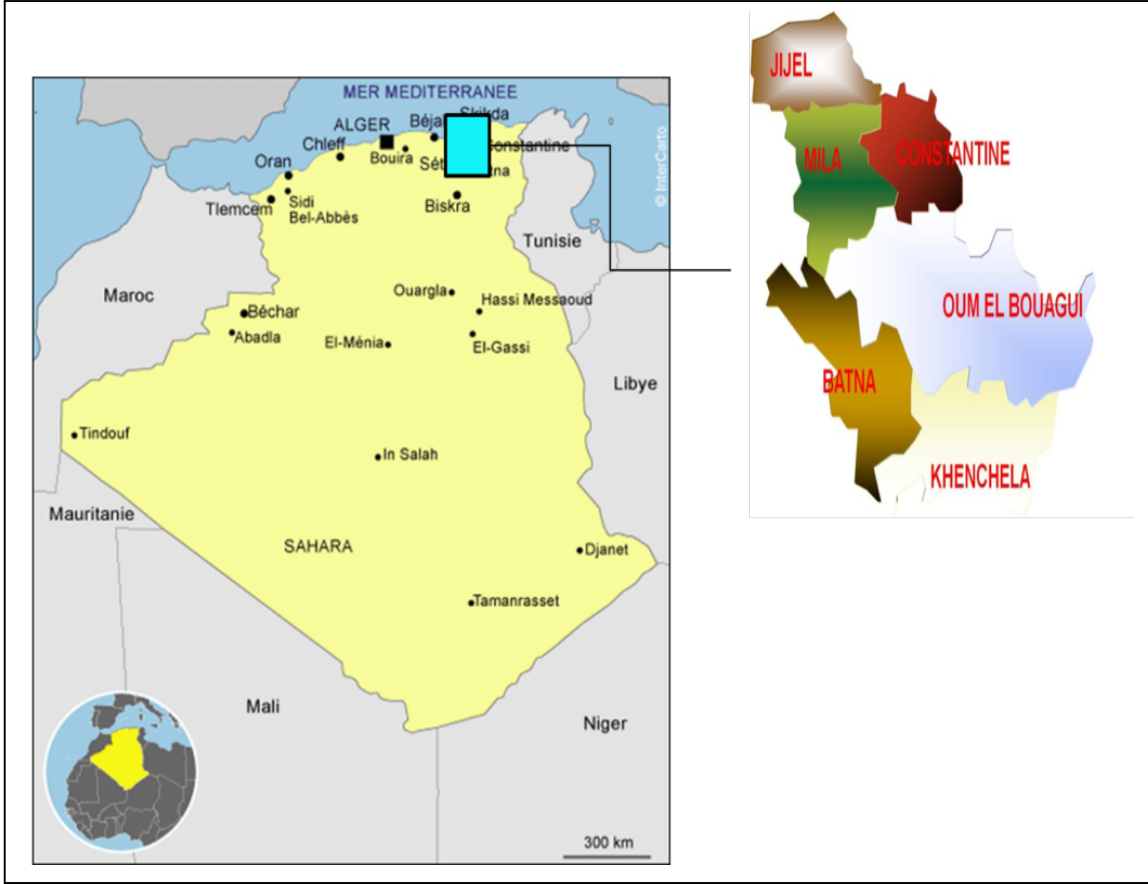 MER MEDITERRANEE
Skikda
ALGER
Béja
Chleff
Bouira
Constantine
Oran
Sét
tna
Sidi
Bel-Abbès
Tlemcem
Biskra
© InterCarto
Tunisie
Maroc
Ouargla
Hassi Messaoud
Béchar
Abadla
El-Ménia
El-Gassi
Libye
Tindouf
In Salah
Mauritanie
SAHARA
Djanet
Tamanrasset
Mali
Niger
300 km
JIJEL
MILA
CONSTANTINE
OUM EL BOUAGUI
BATNA
KHENCHELA